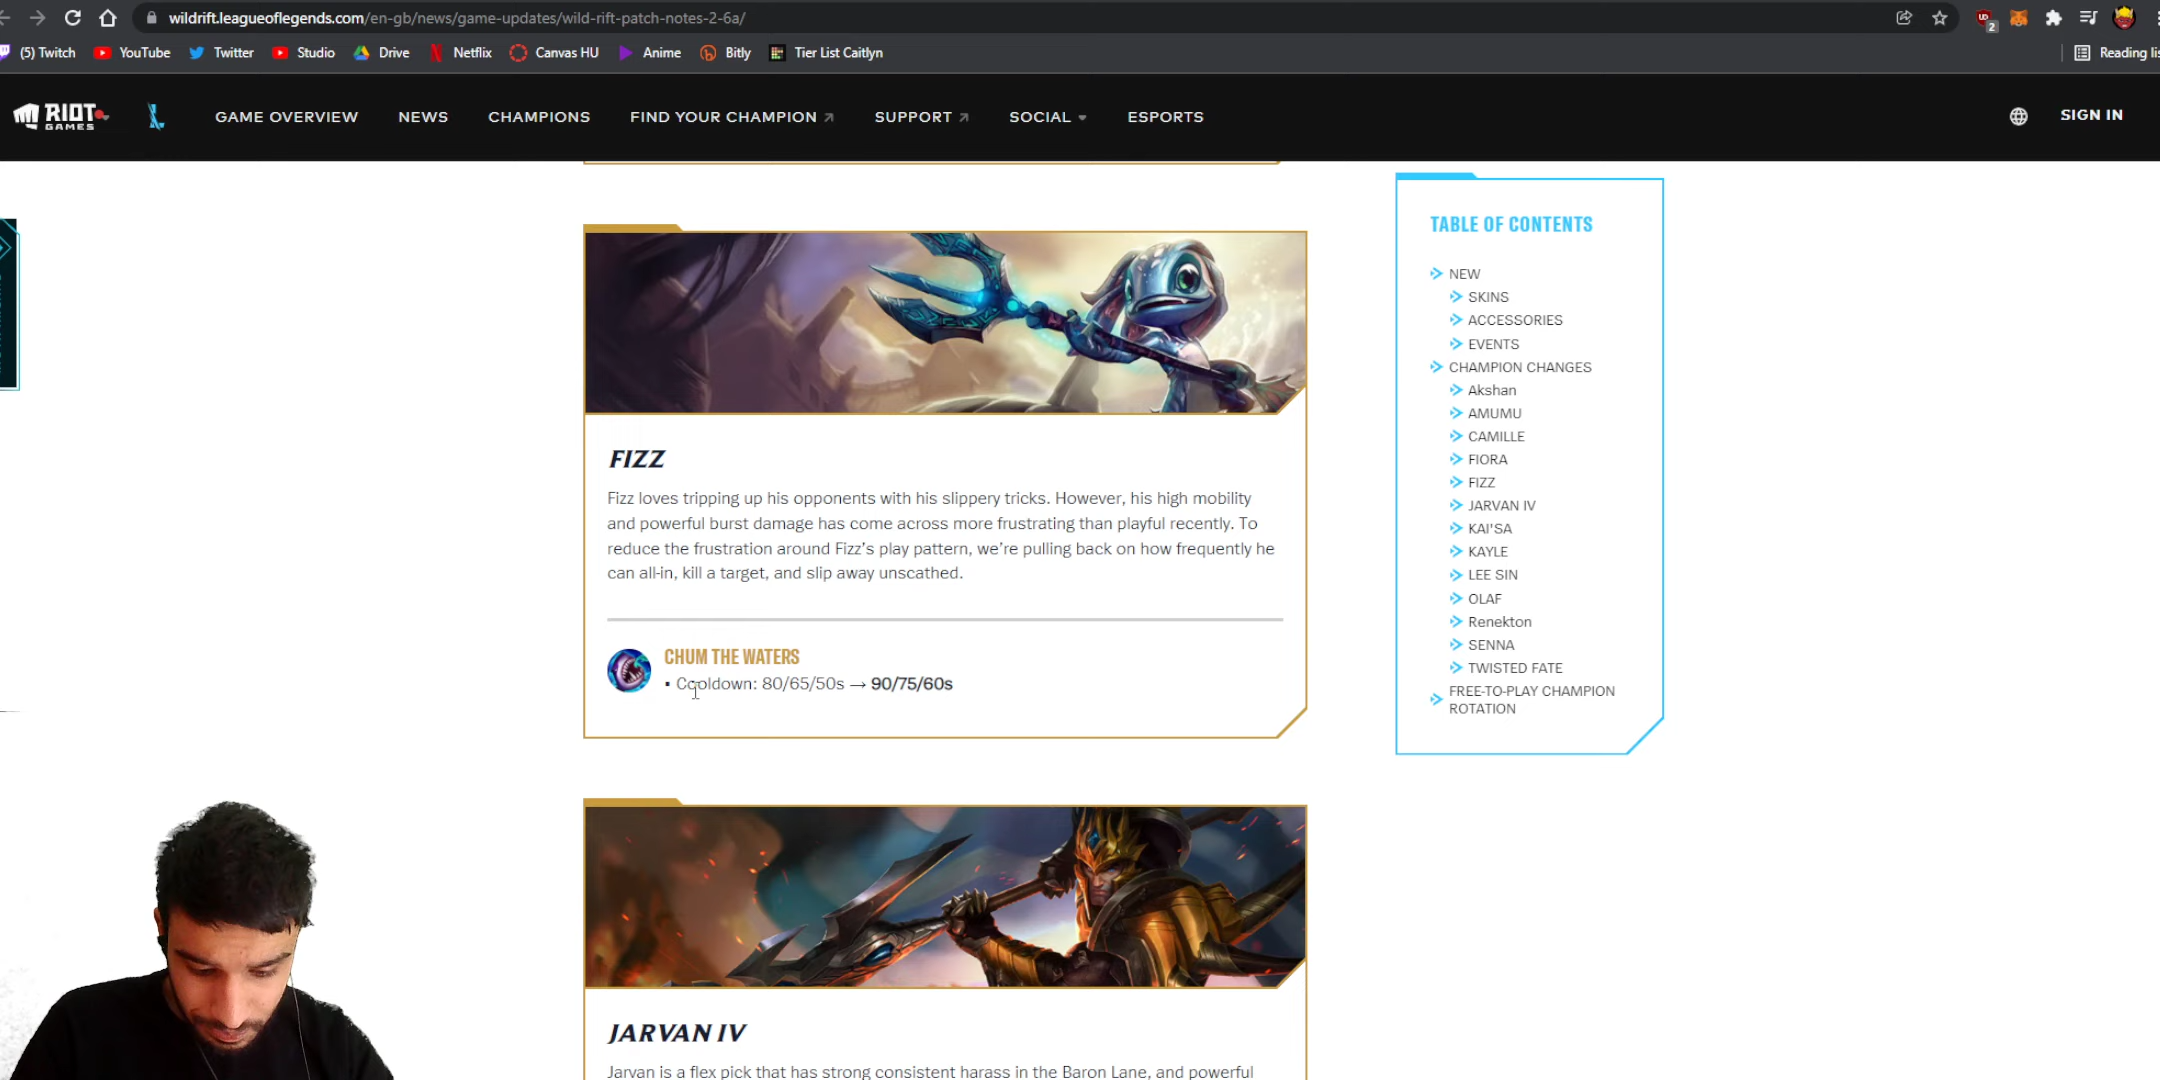 wildrift.leagueoflegends.com/en-gb/news/game-updates/wild-rift-patch-notes-2-6a/
UD
2
(5) Twitch
YouTube
Twitter
Studio
Drive
Netflix
Canvas HU
Anime
Bitly
Tier List Caitlyn
Reading lis
RIOT
GAMES
GAME OVERVIEW
NEWS
CHAMPIONS
FIND YOUR CHAMPION
SUPPORT
SOCIAL
ESPORTS
SIGN IN
FIZZ
Fizz loves tripping up his opponents with his slippery tricks. However, his high mobility
and powerful burst damage has come across more frustrating than playful recently. To
reduce the frustration around Fizz’s play pattern, we’re pulling back on how frequently he
can all-in, kill a target, and slip away unscathed.
CHUM THE WATERS
▪ Cooldown: 80/65/50s → 90/75/60s
JARVAN IV
Jarvan is a flex pick that has strong consistent harass in the Baron Lane, and powerful
TABLE OF CONTENTS
NEW
SKINS
ACCESSORIES
EVENTS
CHAMPION CHANGES
Akshan
AMUMU
CAMILLE
FIORA
FIZZ
JARVAN IV
KAI'SA
KAYLE
LEE SIN
OLAF
Renekton
SENNA
TWISTED FATE
FREE-TO-PLAY CHAMPION
ROTATION